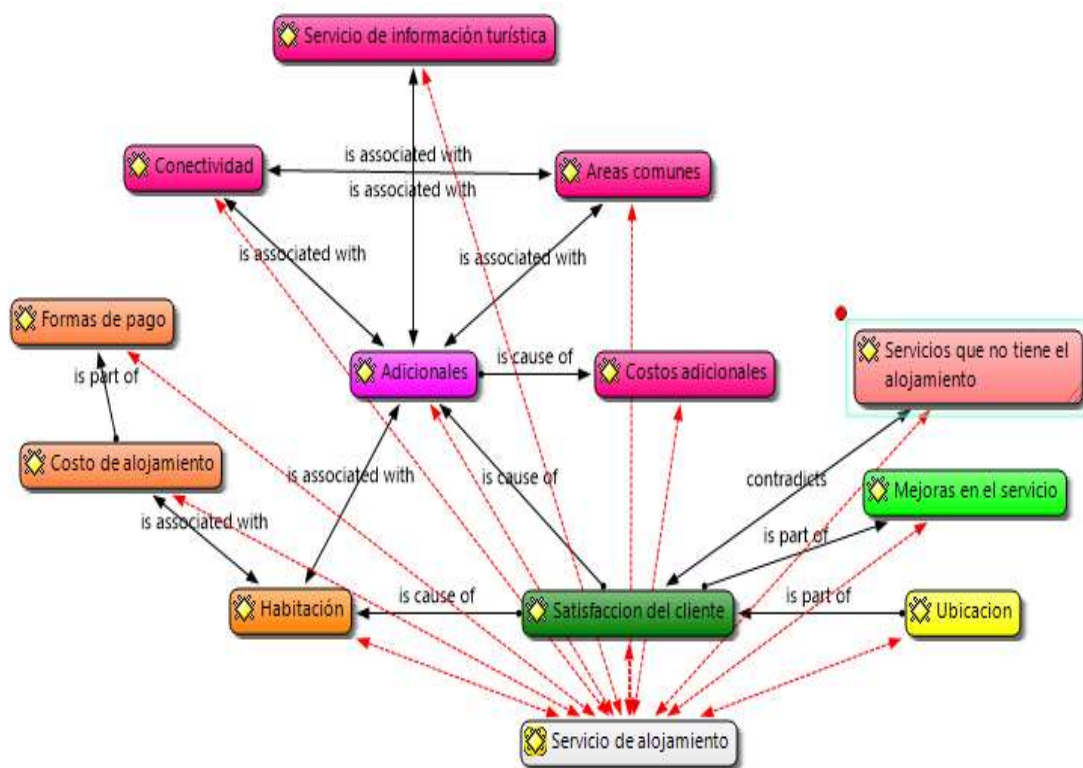 Servicio de información turística
is associated with
Conectividad
Areas comunes
is associated with
is associated with
is associated with
Formas de pago
Servicios que no tiene el
alojamiento
is part of
Adicionales
is cause of
Costos adicionales
Costo de alojamiento
is associated with
is cause of
contradicts
Mejoras en el servicio
is associated with
is part of
Habitación
is cause of
Satisfaccion del cliente
is part of
Ubicacion
Servicio de alojamiento